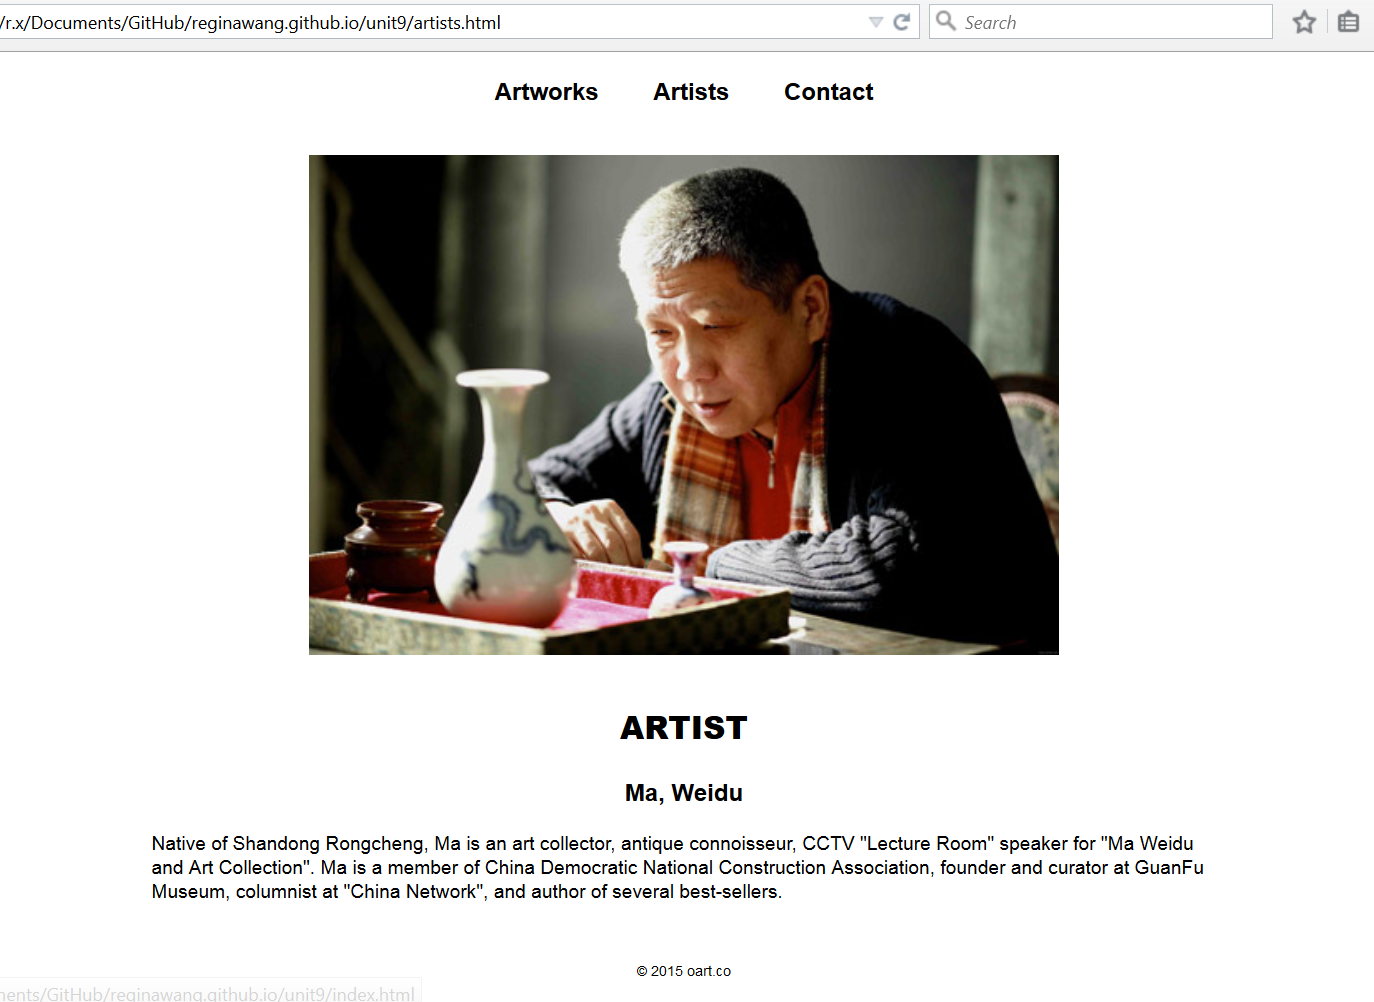 /r.x/Documents/GitHub/reginawang.github.io/unit9/artists.html
Search
Artworks Artists Contact
ARTIST
Ma, Weidu
Native of Shandong Rongcheng, Ma is an art collector, antique connoisseur, CCTV "Lecture Room" speaker for "Ma Weidu
and Art Collection". Ma is a member of China Democratic National Construction Association, founder and curator at GuanFu
Museum, columnist at "China Network", and author of several best-sellers.
© 2015 oart.co
ments/GitHub/reginawang.github.io/unit9/index.html